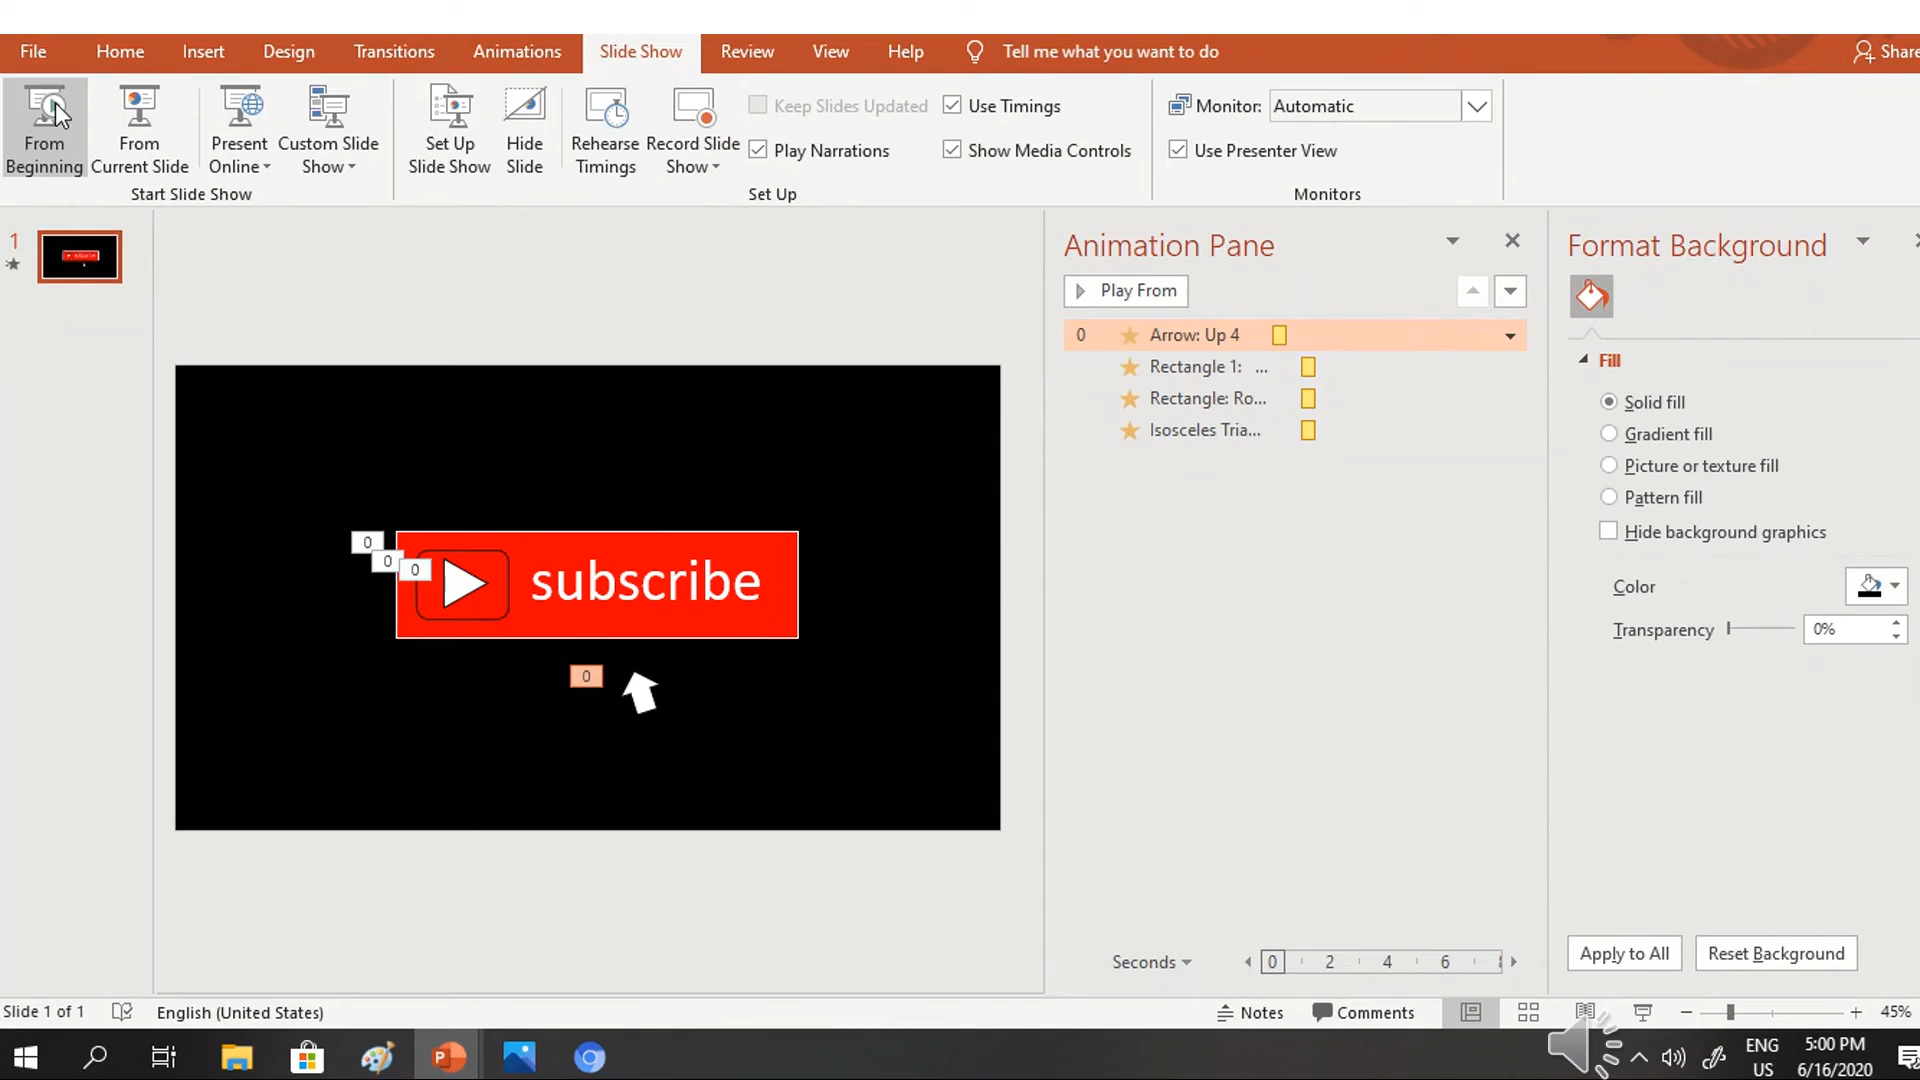 File Home Insert Design Transitions Animations Slide Show Review View Help Tell me what you want to do Share
From Beginning
From Current Slide
Present Online
Custom Slide Show
Set Up Slide Show
Hide Slide
Rehearse Timings
Record Slide Show
Keep Slides Updated
Play Narrations
Use Timings
Show Media Controls
Monitor: Automatic
Use Presenter View
Start Slide Show Set Up Monitors
1
subscribe
0
0
0
subscribe
0
Animation Pane
Play From
0 Arrow: Up 4
Rectangle 1: ...
Rectangle: Ro...
Isosceles Tria...
Seconds 0 2 4 6
Format Background
Fill
Solid fill
Gradient fill
Picture or texture fill
Pattern fill
Hide background graphics
Color
Transparency 0%
Apply to All Reset Background
Slide 1 of 1 English (United States) Notes Comments 45%
ENG
US
5:00 PM
6/16/2020